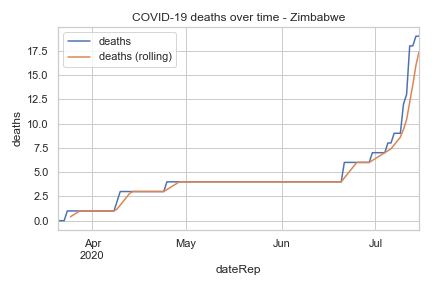 COVID-19 deaths over time - Zimbabwe
deaths
deaths (rolling)
17.5
15.0
12.5
10.0
7.5
5.0
2.5
0.0
deaths
Apr
2020
May
Jun
Jul
dateRep